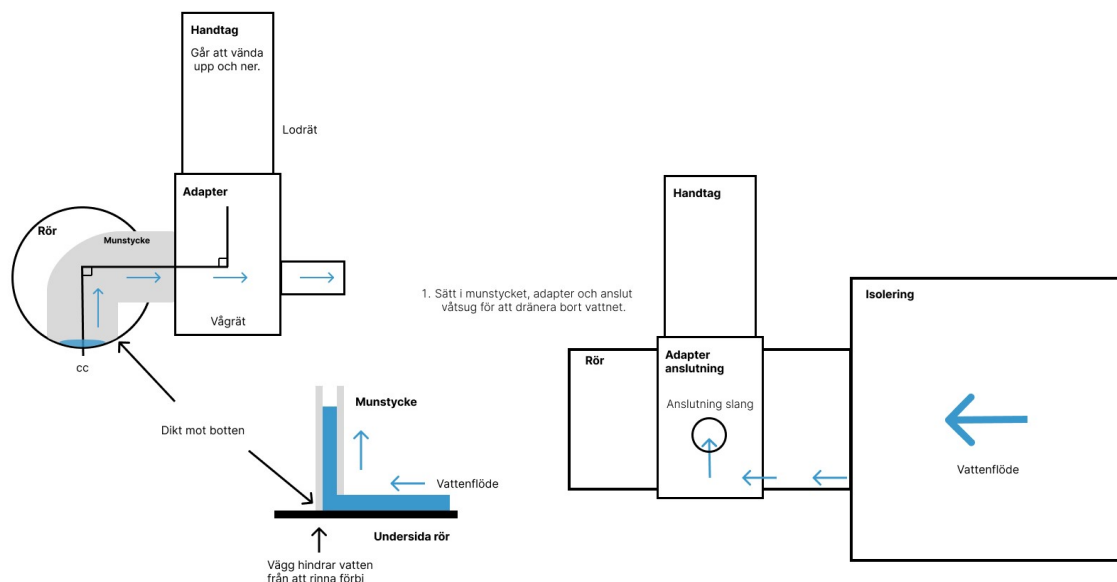 Handtag
Går att vända
upp och ner.
Lodrät
Adapter
Rör
Munstycke
Vågrät
cc
Dikt mot botten
Munstycke
Vattenflöde
Undersida rör
Vägg hindrar vatten
från att rinna förbi
1. Sätt i munstycket, adapter och anslut
våtsug för att dränera bort vattnet.
Handtag
Rör
Adapter
anslutning
Anslutning slang
Isolering
Vattenflöde